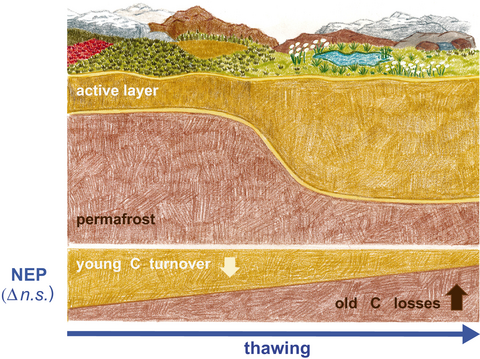 active layer
permafrost
young C turnover
NEP
(Δ n.s.)
old C losses
thawing